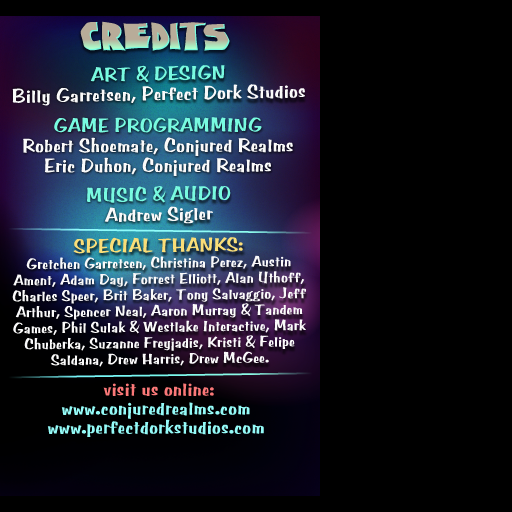 CREDITS
ART & DESIGN
Billy Garretsen, Perfect Dork Studios
GAME PROGRAMMING
Robert Shoemate, Conjured Realms
Eric Duhon, Conjured Realms
MUSIC & AUDIO
Andrew Sigler
SPECIAL THANKS:
Gretchen Garretsen, Christina Perez, Austin
Ament, Adam Day, Forrest Elliott, Alan Uthoff,
Charles Speer, Brit Baker, Tony Salvaggio, Jeff
Arthur, Spencer Neal, Aaron Murray & Tandem
Games, Phil Sulak & Westlake Interactive, Mark
Chuberka, Suzanne Freyjadis, Kristi & Felipe
Saldana, Drew Harris, Drew McGee.
visit us online:
www.conjuredrealms.com
www.perfectdorkstudios.com